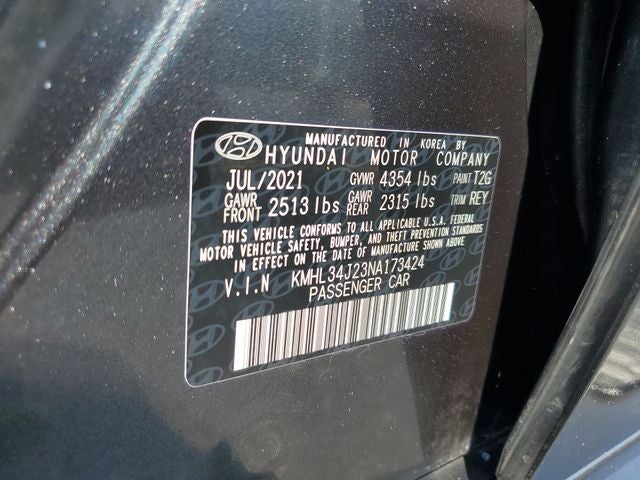 MANUFACTURED IN KOREA BY
HYUNDAI MOTOR COMPANY
JUL/2021 GVWR 4354 lbs PAINT T2G
GAWR FRONT 2513 lbs GAWR REAR 2315 lbs TRIM REY
THIS VEHICLE CONFORMS TO ALL APPLICABLE U.S.A. FEDERAL
MOTOR VEHICLE SAFETY, BUMPER, AND THEFT PREVENTION
STANDARDS IN EFFECT ON THE DATE OF MANUFACTURE SHOWN ABOVE
V.I.N KMHL34J23NA173424
PASSENGER CAR